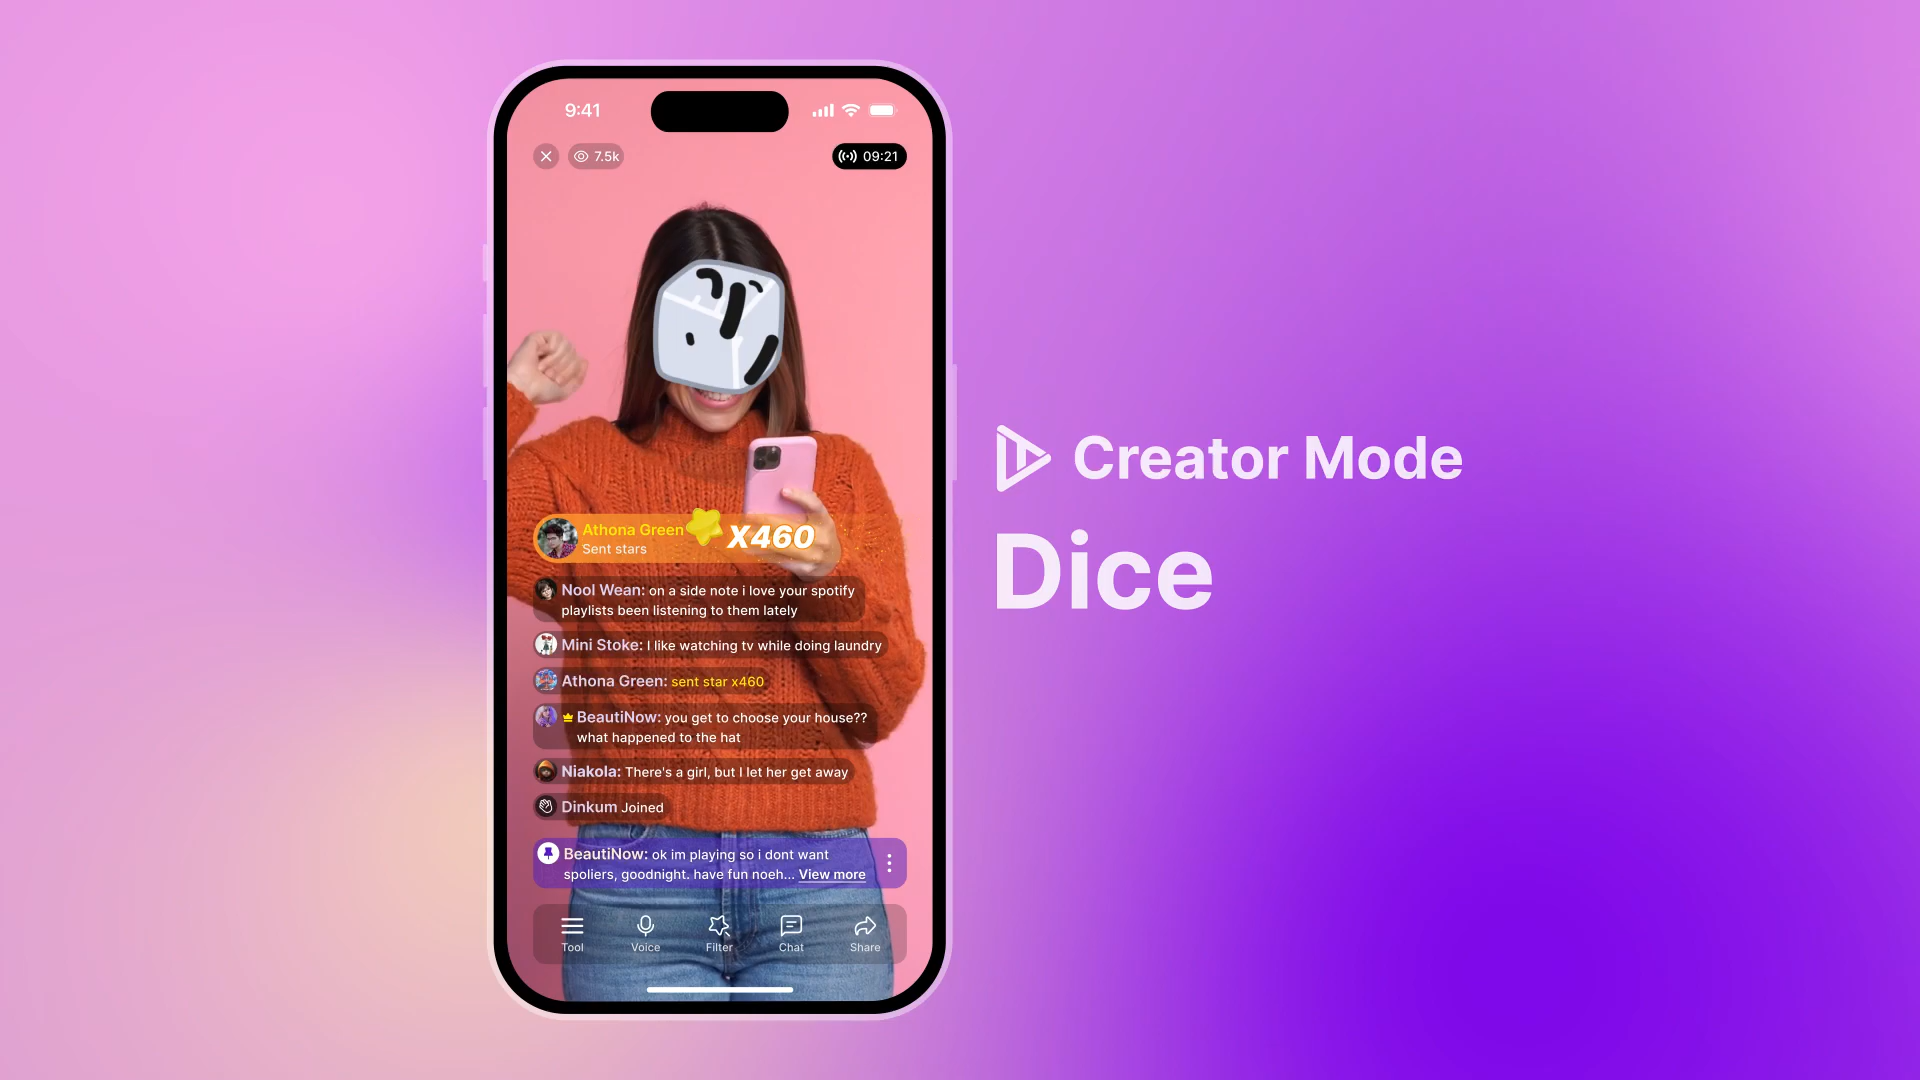 9:41
7.5k
09:21
Athona Green
Sent stars
X460
Nool Wean: on a side note i love your spotify
playlists been listening to them lately
Mini Stoke: I like watching tv while doing laundry
Athona Green: sent star x460
BeautiNow: you get to choose your house??
what happened to the hat
Niakola: There's a girl, but I let her get away
Dinkum Joined
BeautiNow: ok im playing so i dont want
spoliers, goodnight. have fun noeh... View more
Tool
Voice
Filter
Chat
Share
Creator Mode
Dice